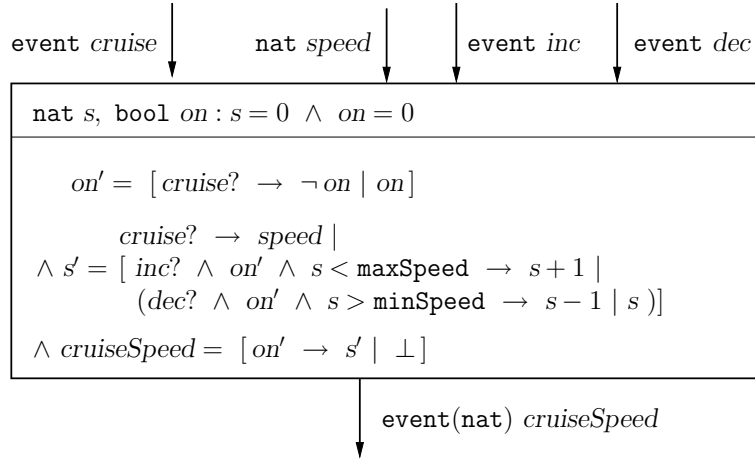 event cruise nat speed event inc event dec
nat s, bool on : s = 0 ∧ on = 0
on′ = [ cruise? → ¬ on | on ]
cruise? → speed |
∧ s′ = [ inc? ∧ on′ ∧ s < maxSpeed → s + 1 |
(dec? ∧ on′ ∧ s > minSpeed → s − 1 | s )]
∧ cruiseSpeed = [ on′ → s′ | ⊥ ]
event(nat) cruiseSpeed